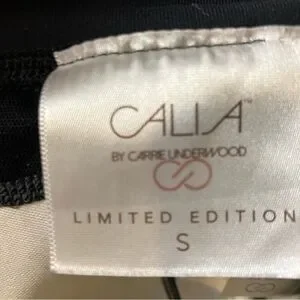 CALIA™
BY CARRIE UNDERWOOD
LIMITED EDITION
S